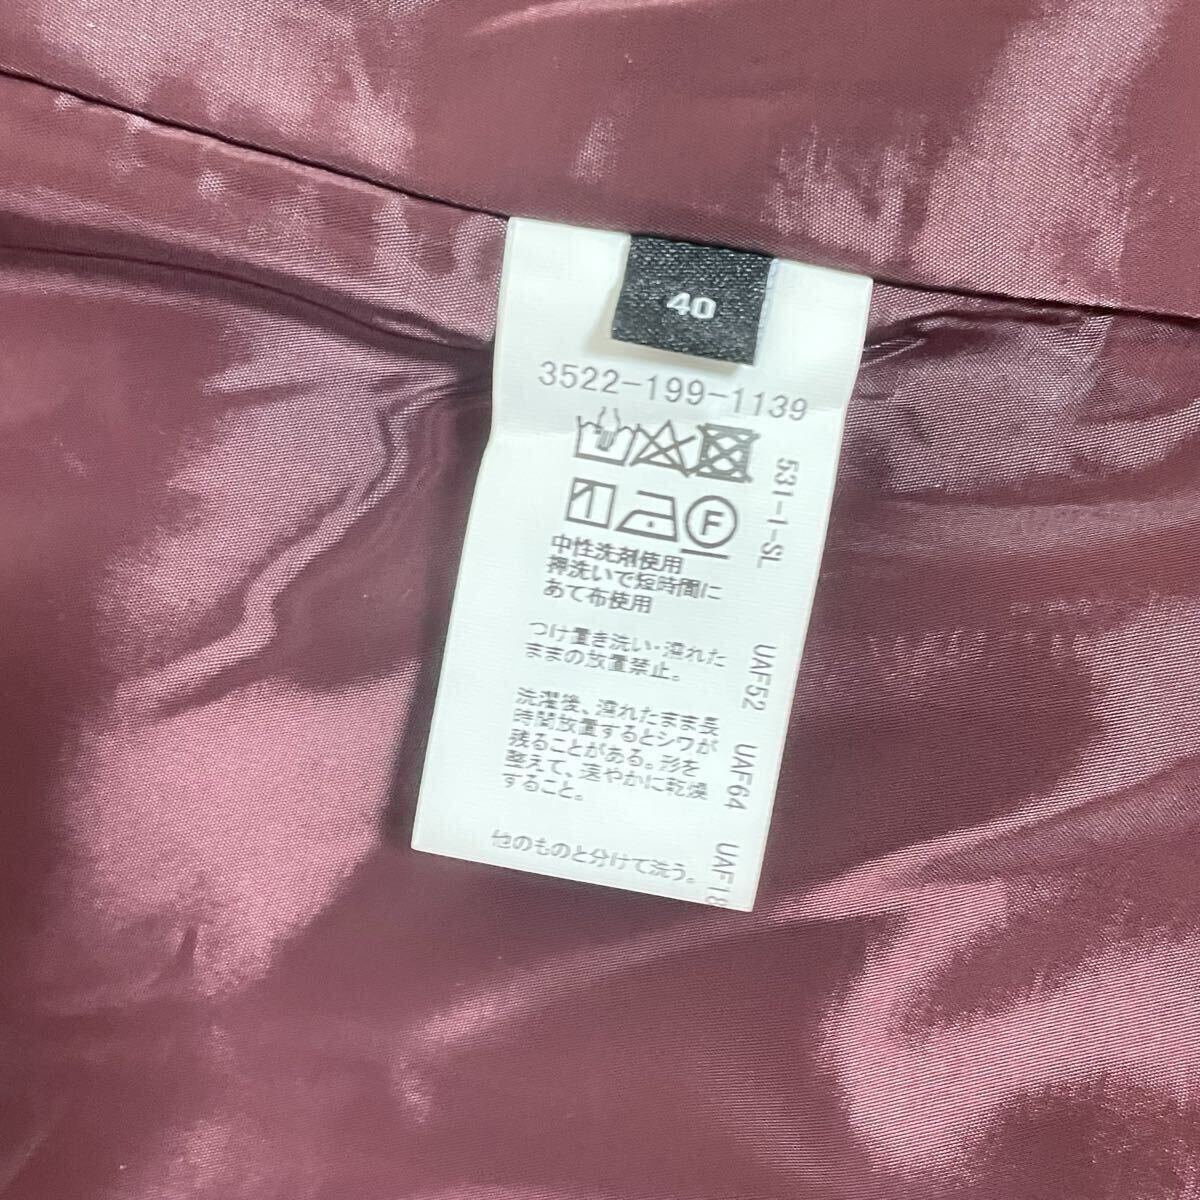 40
3522-199-1139
531-1-SL
F
中性洗剤使用
押洗いで短時間に
あて布使用
つけ置き洗い・濡れた
ままの放置禁止。
洗濯後、濡れたまま長
時間放置するとシワが
残ることがある。形を
整えて、速やかに乾燥
すること。
他のものと分けて洗う。
UAF52 UAF64 UAF18